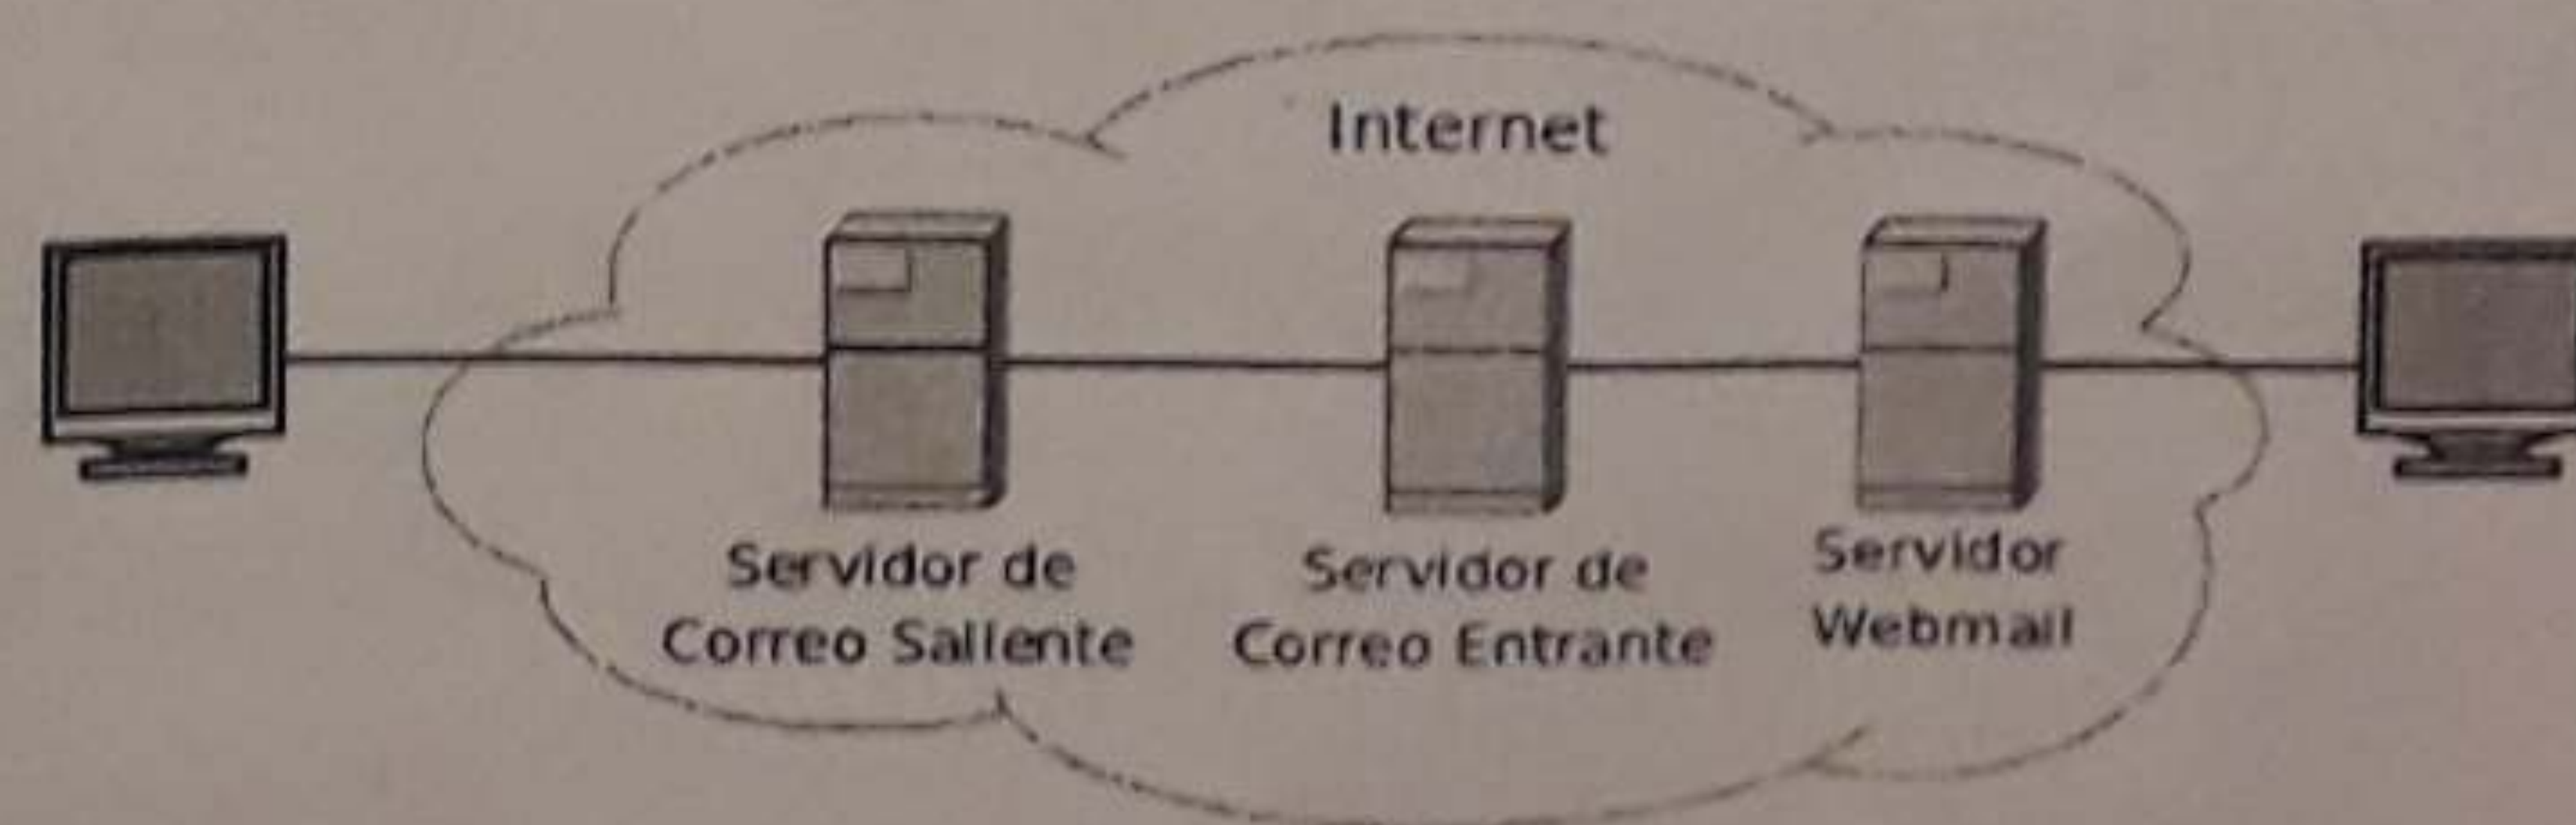 Internet
Servidor de
Correo Saliente
Servidor de
Correo Entrante
Servidor
Webmail